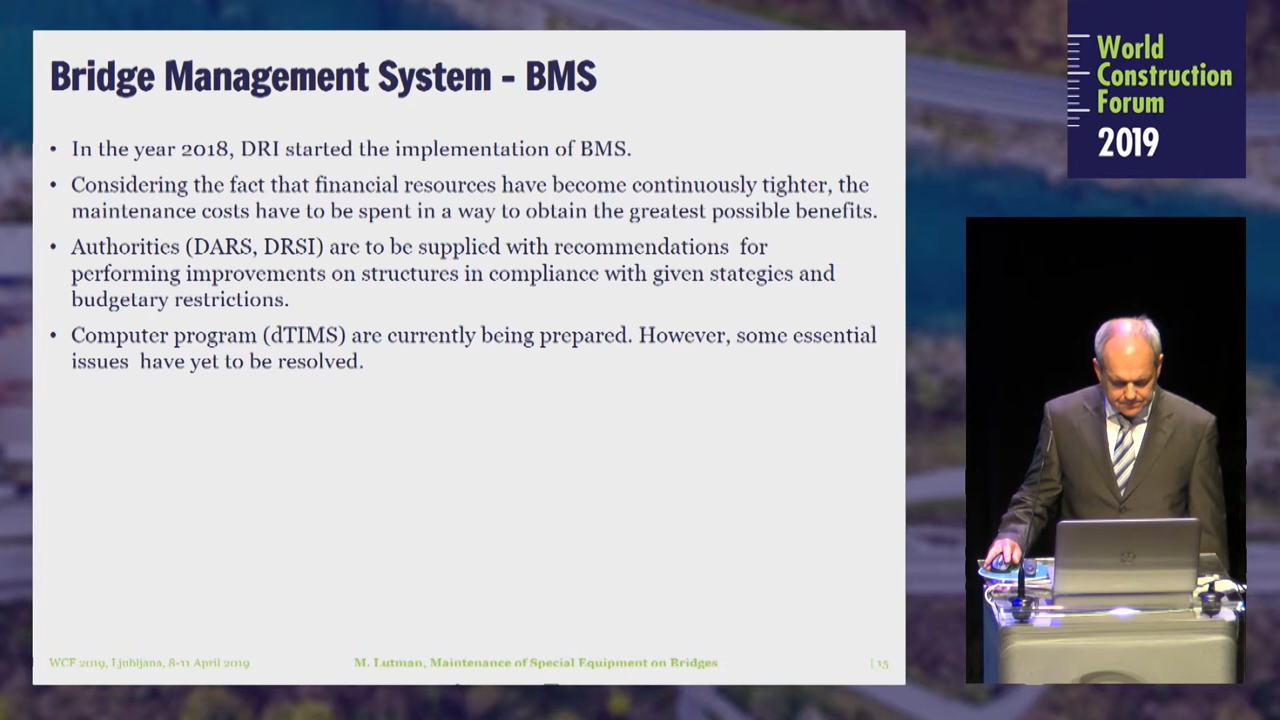 Bridge Management System - BMS
• In the year 2018, DRI started the implementation of BMS.
• Considering the fact that financial resources have become continuously tighter, the
maintenance costs have to be spent in a way to obtain the greatest possible benefits.
• Authorities (DARS, DRSI) are to be supplied with recommendations for
performing improvements on structures in compliance with given stategies and
budgetary restrictions.
• Computer program (dTIMS) are currently being prepared. However, some essential
issues have yet to be resolved.
WCF 2019, Ljubljana, 8-11 April 2019
M. Lutman, Maintenance of Special Equipment on Bridges
| 15
World
Construction
Forum
2019